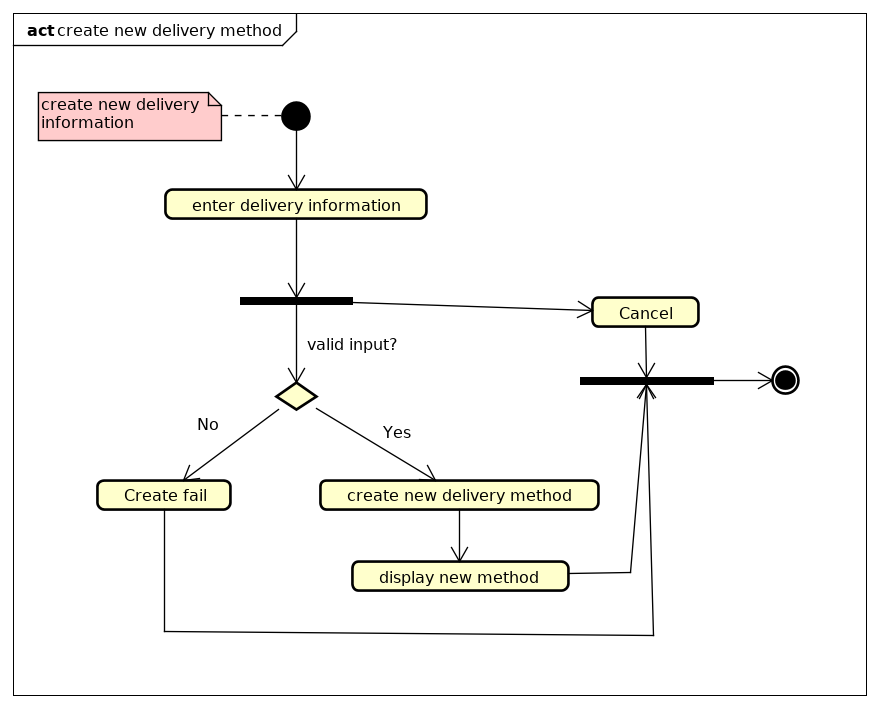 act create new delivery method
create new delivery
information
enter delivery information
Cancel
valid input?
No
Yes
Create fail
create new delivery method
display new method